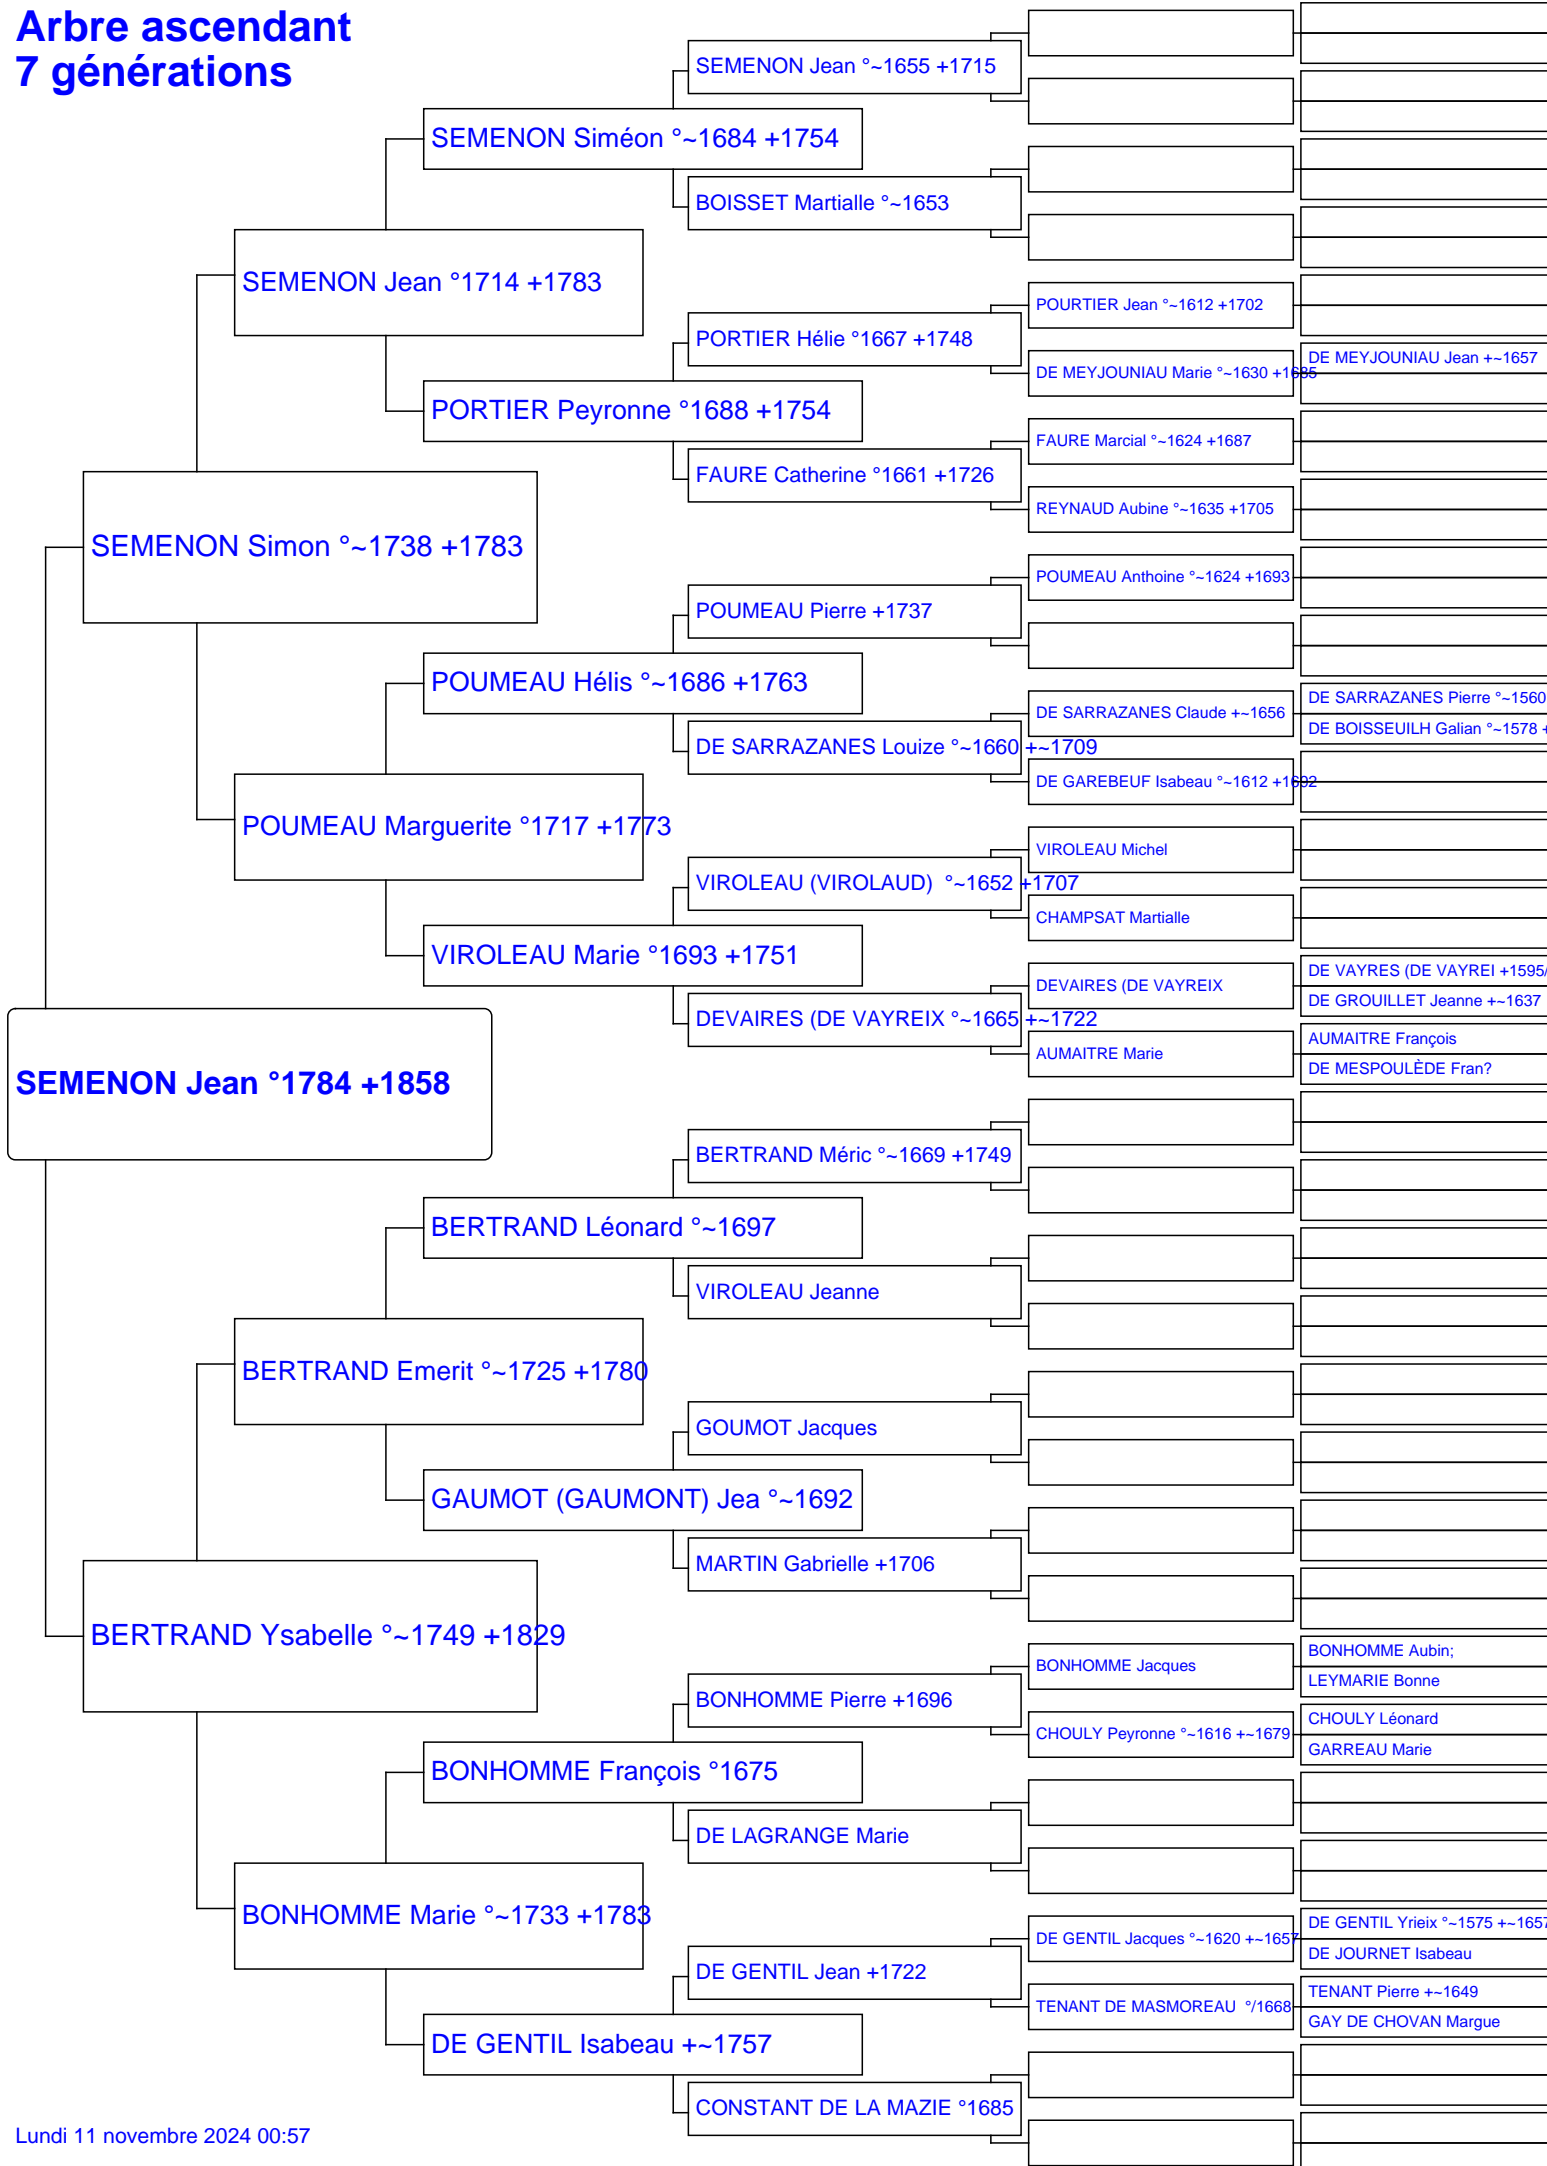 Arbre ascendant
7 générations
SEMENON Jean °1784 +1858
SEMENON Simon °~1738 +1783
BERTRAND Ysabelle °~1749 +1829
SEMENON Jean °1714 +1783
POUMEAU Marguerite °1717 +1773
BERTRAND Emerit °~1725 +1780
BONHOMME Marie °~1733 +1783
SEMENON Siméon °~1684 +1754
PORTIER Peyronne °1688 +1754
POUMEAU Hélis °~1686 +1763
VIROLEAU Marie °1693 +1751
BERTRAND Léonard °~1697
GAUMOT (GAUMONT) Jea °~1692
BONHOMME François °1675
DE GENTIL Isabeau +~1757
SEMENON Jean °~1655 +1715
BOISSET Martialle °~1653
PORTIER Hélie °1667 +1748
FAURE Catherine °1661 +1726
POUMEAU Pierre +1737
DE SARRAZANES Louize °~1660 +~1709
VIROLEAU (VIROLAUD) °~1652 +1707
DEVAIRES (DE VAYREIX °~1665 +~1722
BERTRAND Méric °~1669 +1749
VIROLEAU Jeanne
GOUMOT Jacques
MARTIN Gabrielle +1706
BONHOMME Pierre +1696
DE LAGRANGE Marie
DE GENTIL Jean +1722
CONSTANT DE LA MAZIE °1685
POURTIER Jean °~1612 +1702
DE MEYJOUNIAU Marie °~1630 +1685
FAURE Marcial °~1624 +1687
REYNAUD Aubine °~1635 +1705
POUMEAU Anthoine °~1624 +1693
DE SARRAZANES Claude +~1656
DE GAREBEUF Isabeau °~1612 +1692
VIROLEAU Michel
CHAMPSAT Martialle
DEVAIRES (DE VAYREIX
AUMAITRE Marie
BONHOMME Jacques
CHOULY Peyronne °~1616 +~1679
DE GENTIL Jacques °~1620 +~1657
TENANT DE MASMOREAU °/1668
DE MEYJOUNIAU Jean +~1657
DE SARRAZANES Pierre °~1560
DE BOISSEUILH Galian °~1578 +
DE VAYRES (DE VAYREI +1595/
DE GROUILLET Jeanne +~1637
AUMAITRE François
DE MESPOULÈDE Fran?
BONHOMME Aubin;
LEYMARIE Bonne
CHOULY Léonard
GARREAU Marie
DE GENTIL Yrieix °~1575 +~1657
DE JOURNET Isabeau
TENANT Pierre +~1649
GAY DE CHOVAN Margue
Lundi 11 novembre 2024 00:57